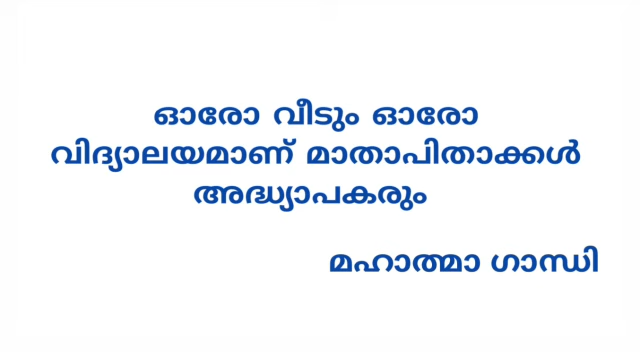 ഓരോ വീടും ഓരോ
വിദ്യാലയമാണ് മാതാപിതാക്കൾ
അദ്ധ്യാപകരും
മഹാത്മാ ഗാന്ധി